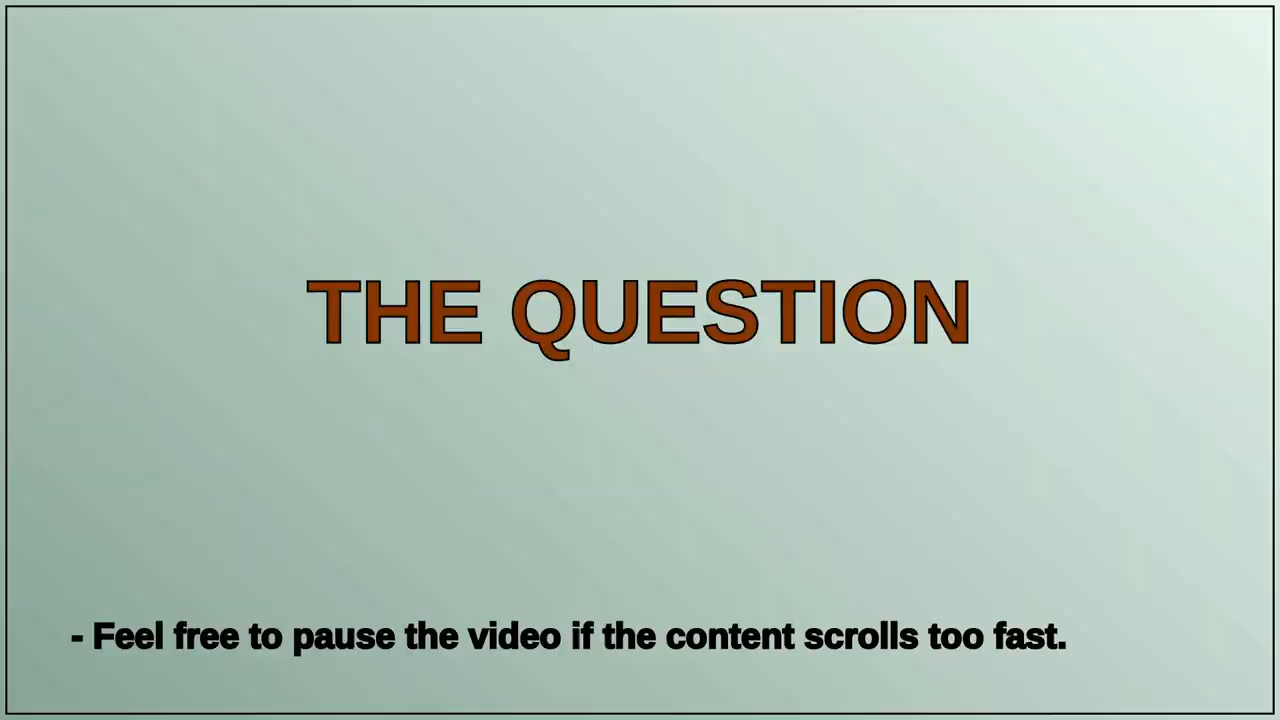 THE QUESTION
- Feel free to pause the video if the content scrolls too fast.